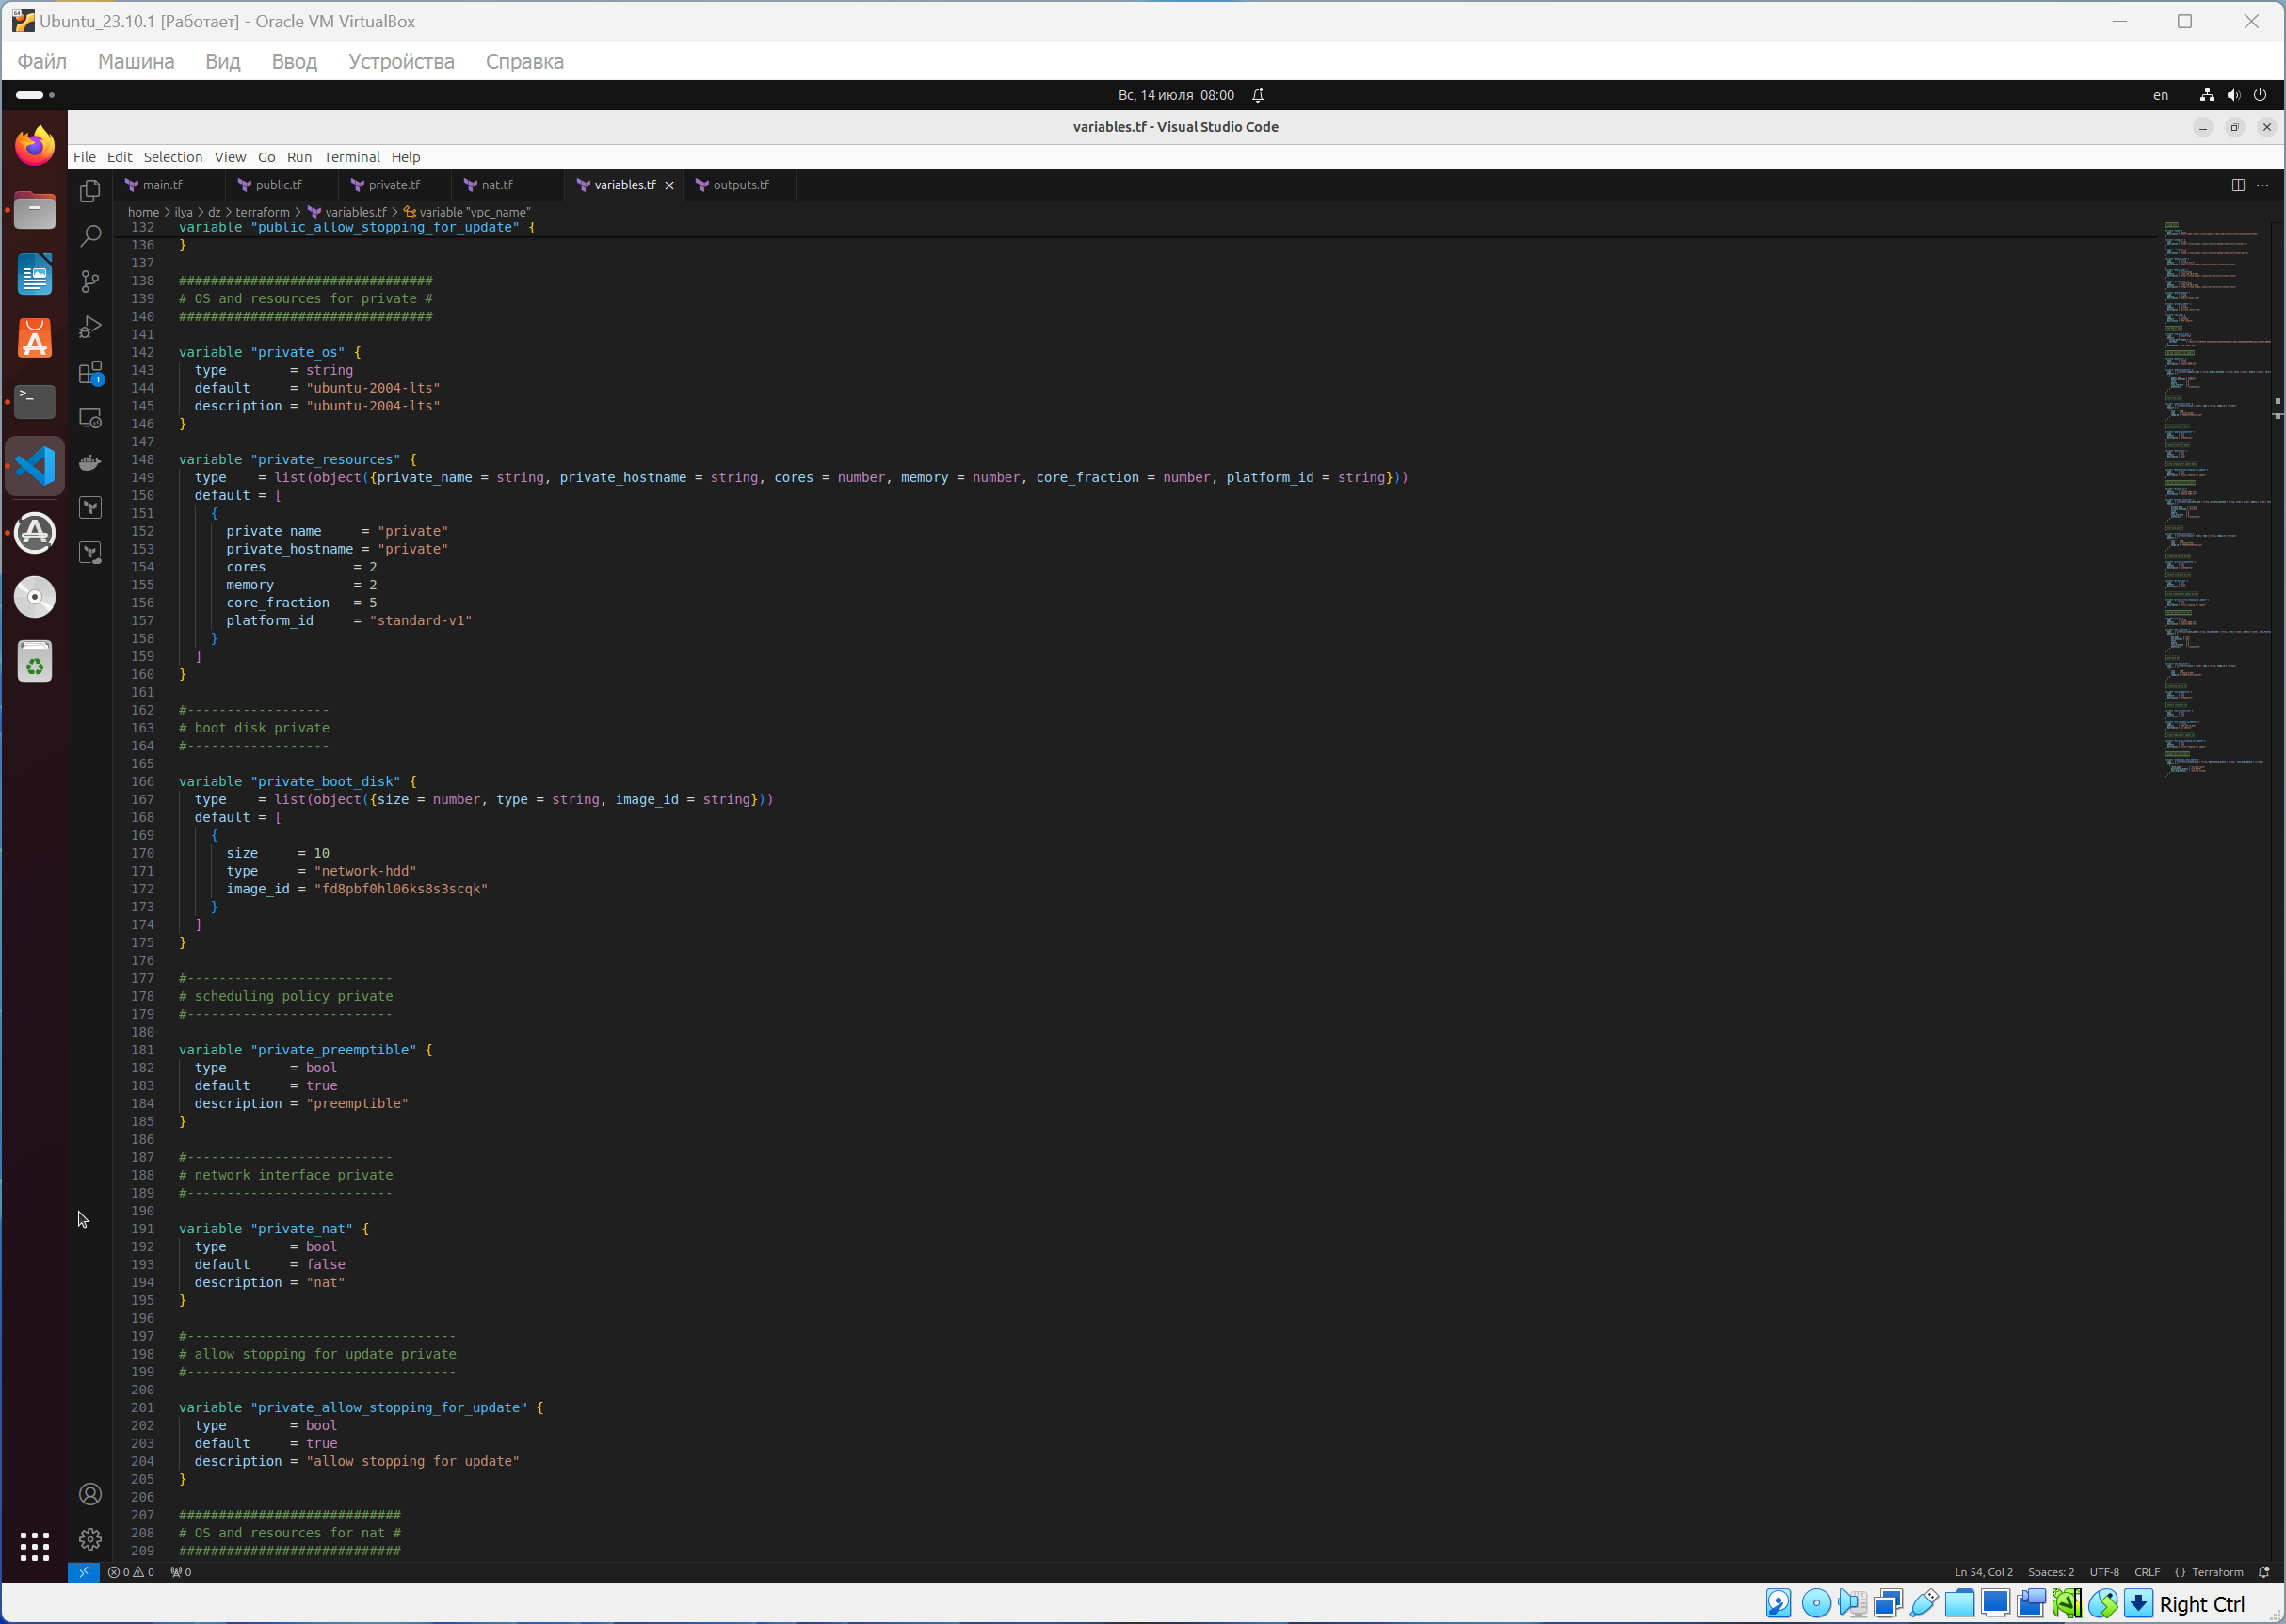 Ubuntu_23.10.1 [Работает] - Oracle VM VirtualBox
Файл Машина Вид Ввод Устройства Справка
Вс, 14 июля 08:00
en
variables.tf - Visual Studio Code
File Edit Selection View Go Run Terminal Help
main.tf public.tf private.tf nat.tf variables.tf outputs.tf
home > ilya > dz > terraform > variables.tf > variable "vpc_name"
132 variable "public_allow_stopping_for_update" {
136 }
137
138 ################################
139 # OS and resources for private #
140 ################################
141
142 variable "private_os" {
143   type        = string
144   default     = "ubuntu-2004-lts"
145   description = "ubuntu-2004-lts"
146 }
147
148 variable "private_resources" {
149   type    = list(object({private_name = string, private_hostname = string, cores = number, memory = number, core_fraction = number, platform_id = string}))
150   default = [
151     {
152       private_name     = "private"
153       private_hostname = "private"
154       cores           = 2
155       memory          = 2
156       core_fraction   = 5
157       platform_id     = "standard-v1"
158     }
159   ]
160 }
161
162 #------------------
163 # boot disk private
164 #------------------
165
166 variable "private_boot_disk" {
167   type    = list(object({size = number, type = string, image_id = string}))
168   default = [
169     {
170       size     = 10
171       type     = "network-hdd"
172       image_id = "fd8pbf0hl06ks8s3scqk"
173     }
174   ]
175 }
176
177 #--------------------------
178 # scheduling policy private
179 #--------------------------
180
181 variable "private_preemptible" {
182   type        = bool
183   default     = true
184   description = "preemptible"
185 }
186
187 #--------------------------
188 # network interface private
189 #--------------------------
190
191 variable "private_nat" {
192   type        = bool
193   default     = false
194   description = "nat"
195 }
196
197 #----------------------------------
198 # allow stopping for update private
199 #----------------------------------
200
201 variable "private_allow_stopping_for_update" {
202   type        = bool
203   default     = true
204   description = "allow stopping for update"
205 }
206
207 ############################
208 # OS and resources for nat #
209 ############################
1
0 0 0
Ln 54, Col 2 Spaces: 2 UTF-8 CRLF {} Terraform
Right Ctrl